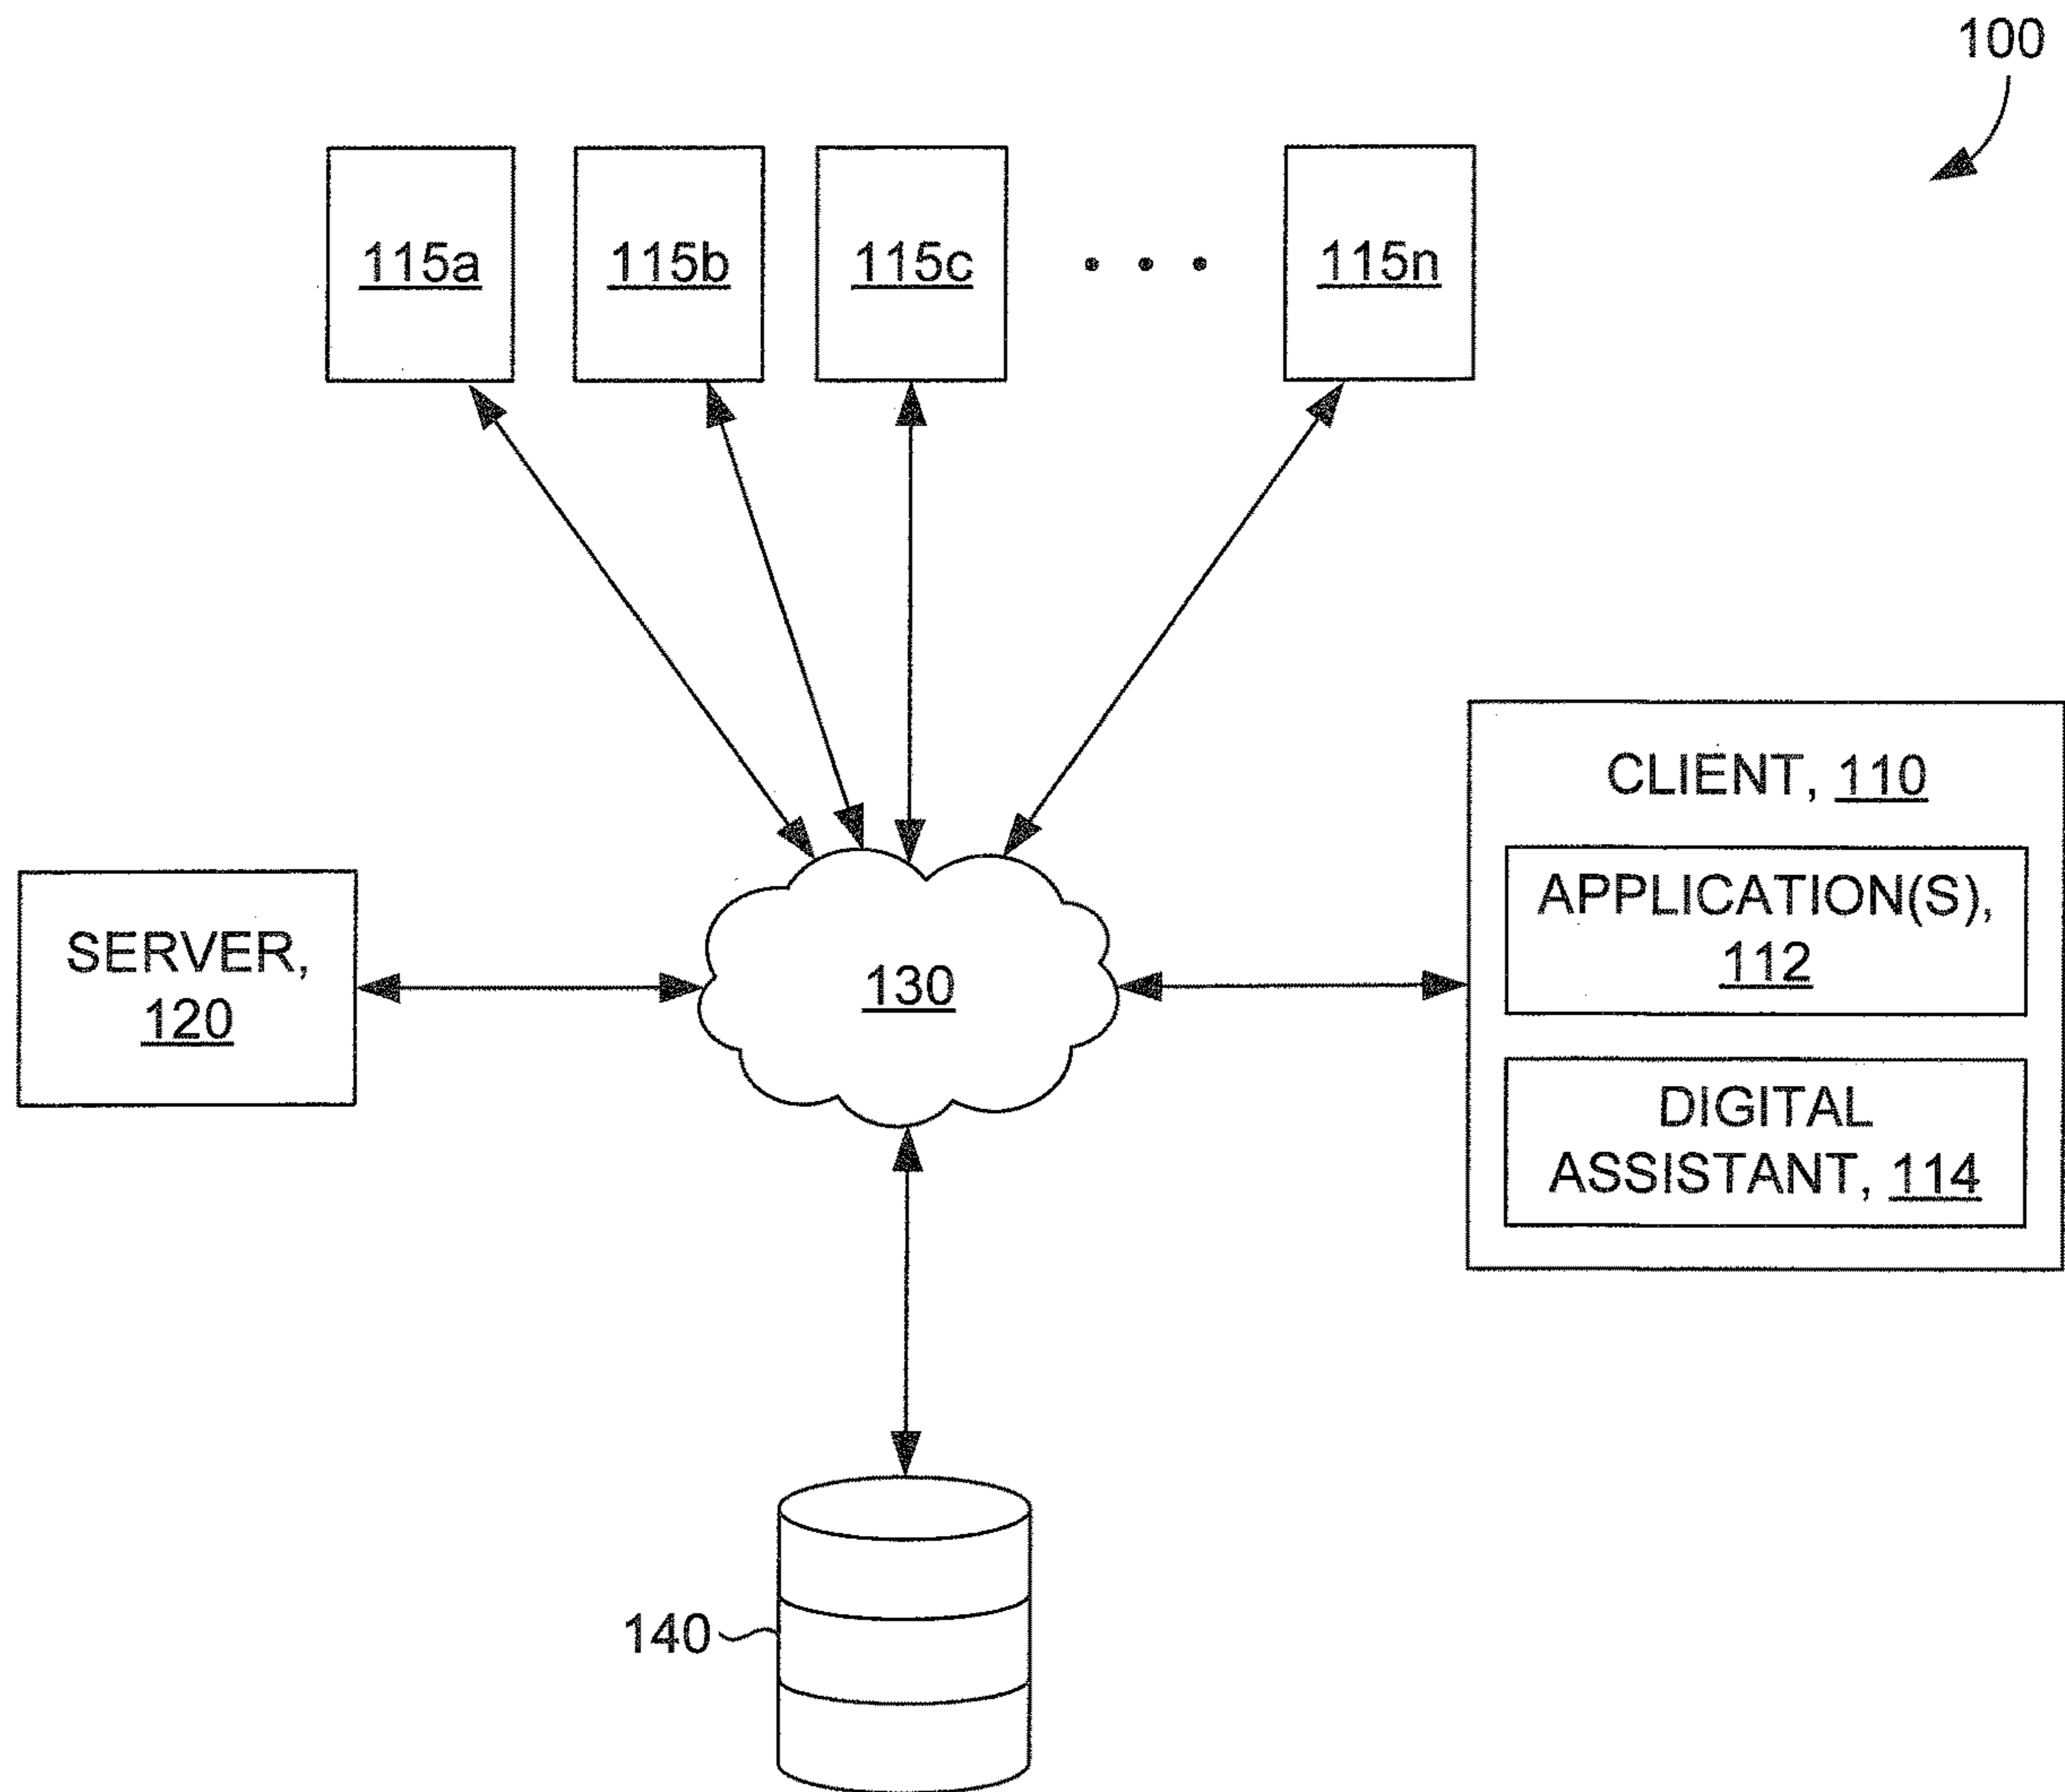 100
115a
115b
115c
115n
CLIENT, 110
APPLICATION(S),
112
DIGITAL
ASSISTANT, 114
SERVER,
120
130
140